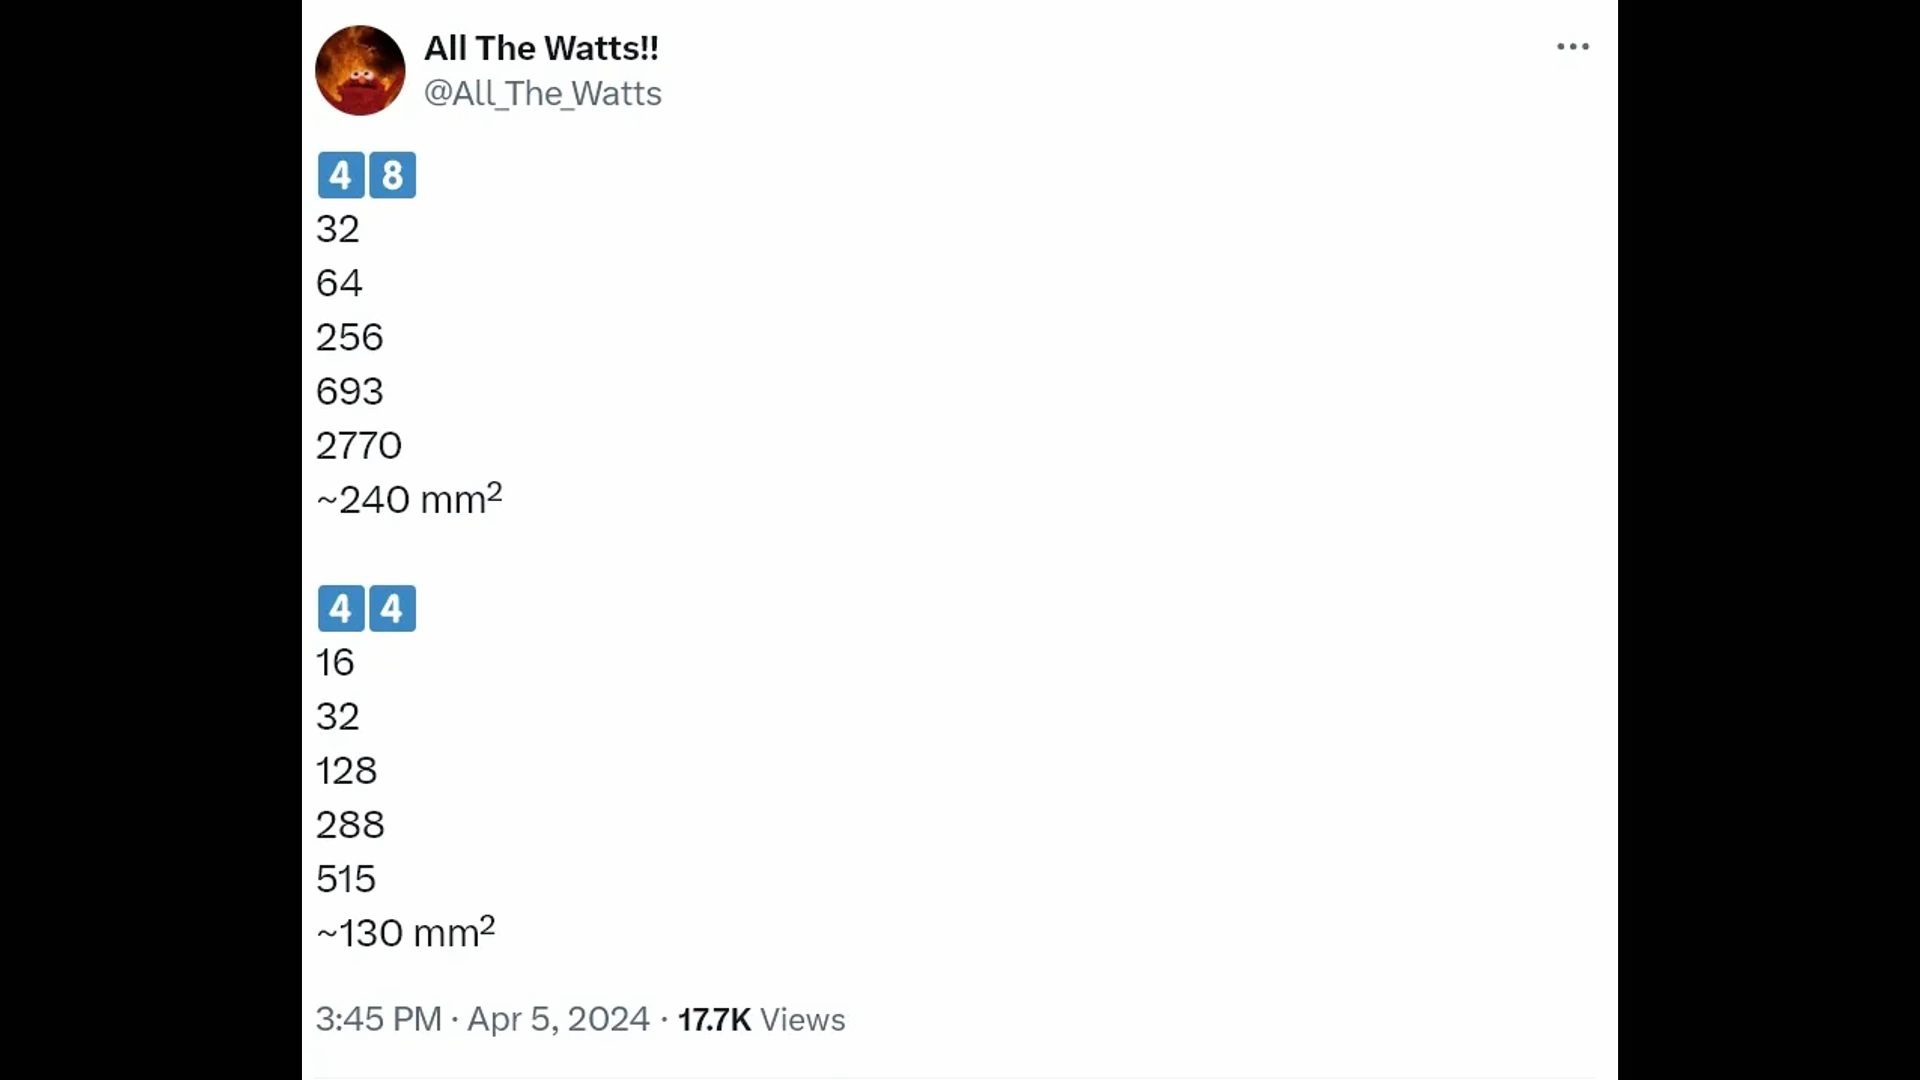 All The Watts!!
@All_The_Watts
4️⃣8️⃣
32
64
256
693
2770
~240 mm²
4️⃣4️⃣
16
32
128
288
515
~130 mm²
3:45 PM · Apr 5, 2024 · 17.7K Views